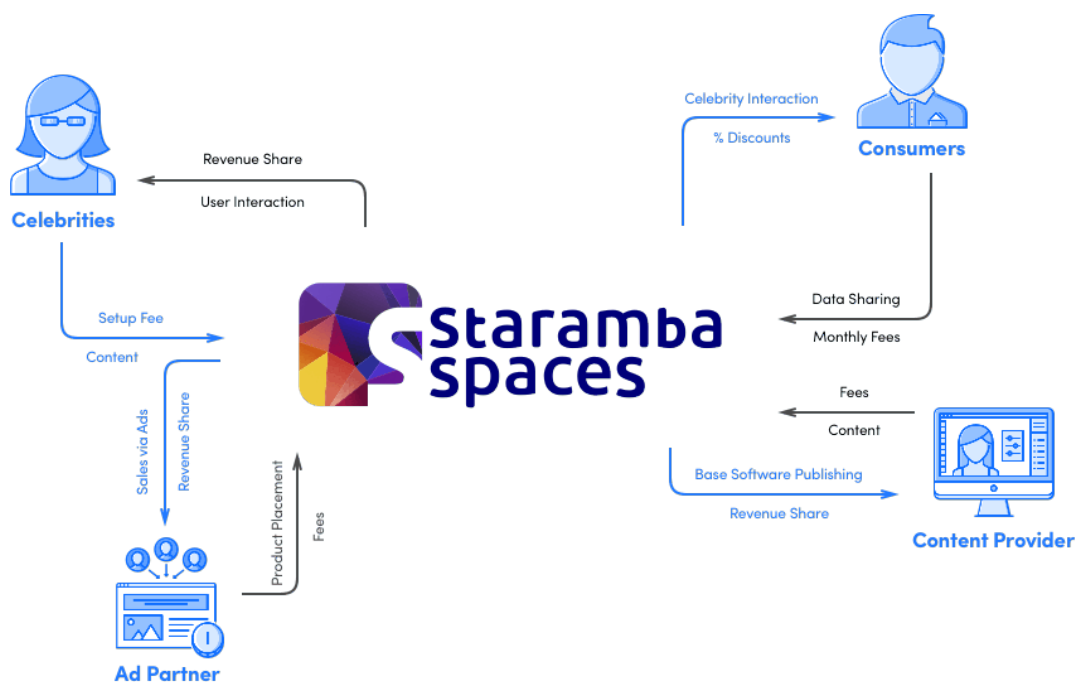 Celebrity Interaction
% Discounts
Consumers
Revenue Share
User Interaction
Celebrities
Setup Fee
Content
Data Sharing
Monthly Fees
Staramba
spaces
Sales via Ads
Revenue Share
Product Placement
Fees
Fees
Content
Base Software Publishing
Revenue Share
Content Provider
Ad Partner